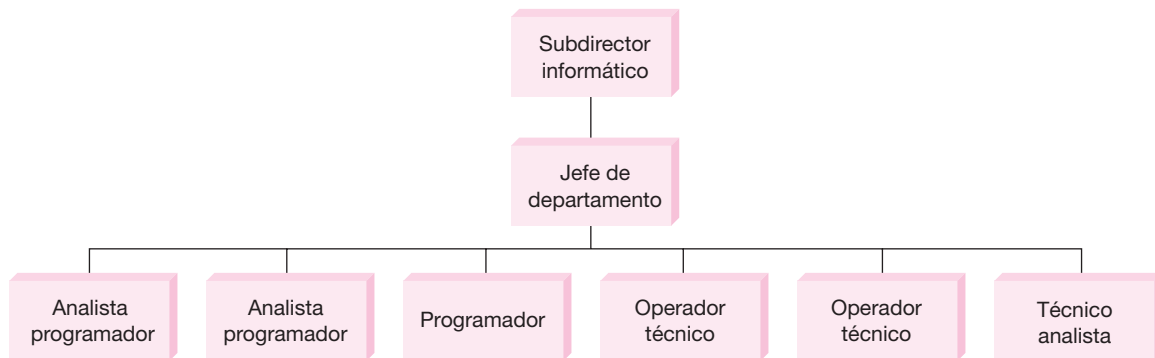 Subdirector
informático
Jefe de
departamento
Analista
programador
Analista
programador
Programador
Operador
técnico
Operador
técnico
Técnico
analista